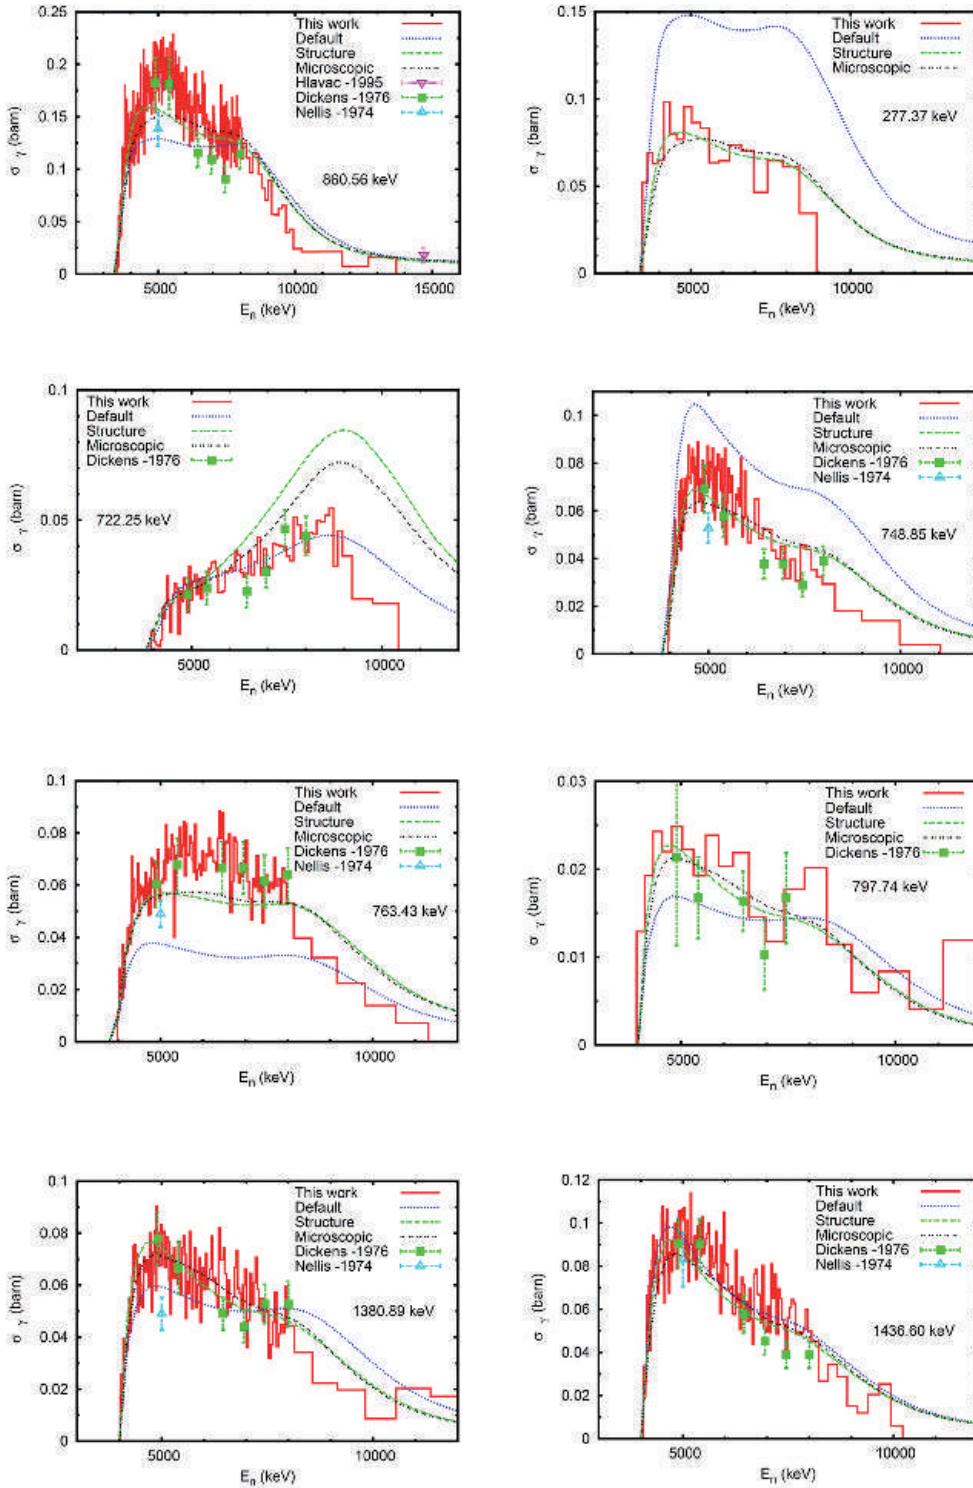 This work
Default
Structure
Microscopic
Hlavac -1995
Dickens -1976
Nellis -1974
860.56 keV
σ γ (barn)
0.25
0.2
0.15
0.1
0.05
0
5000 10000 15000
En (keV)
This work
Default
Structure
Microscopic
277.37 keV
σ γ (barn)
0.15
0.1
0.05
0
5000 10000
En (keV)
This work
Default
Structure
Microscopic
Dickens -1976
722.25 keV
σ γ (barn)
0.1
0.05
0
5000 10000
En (keV)
This work
Default
Structure
Microscopic
Dickens -1976
Nellis -1974
748.85 keV
σ γ (barn)
0.1
0.08
0.06
0.04
0.02
0
5000 10000
En (keV)
This work
Default
Structure
Microscopic
Dickens -1976
Nellis -1974
763.43 keV
σ γ (barn)
0.1
0.08
0.06
0.04
0.02
0
5000 10000
En (keV)
This work
Default
Structure
Microscopic
Dickens -1976
797.74 keV
σ γ (barn)
0.03
0.02
0.01
0
5000 10000
En (keV)
This work
Default
Structure
Microscopic
Dickens -1976
Nellis -1974
1380.89 keV
σ γ (barn)
0.1
0.08
0.06
0.04
0.02
0
5000 10000
En (keV)
This work
Default
Structure
Microscopic
Dickens -1976
Nellis -1974
1436.60 keV
σ γ (barn)
0.12
0.1
0.08
0.06
0.04
0.02
0
5000 10000
En (keV)